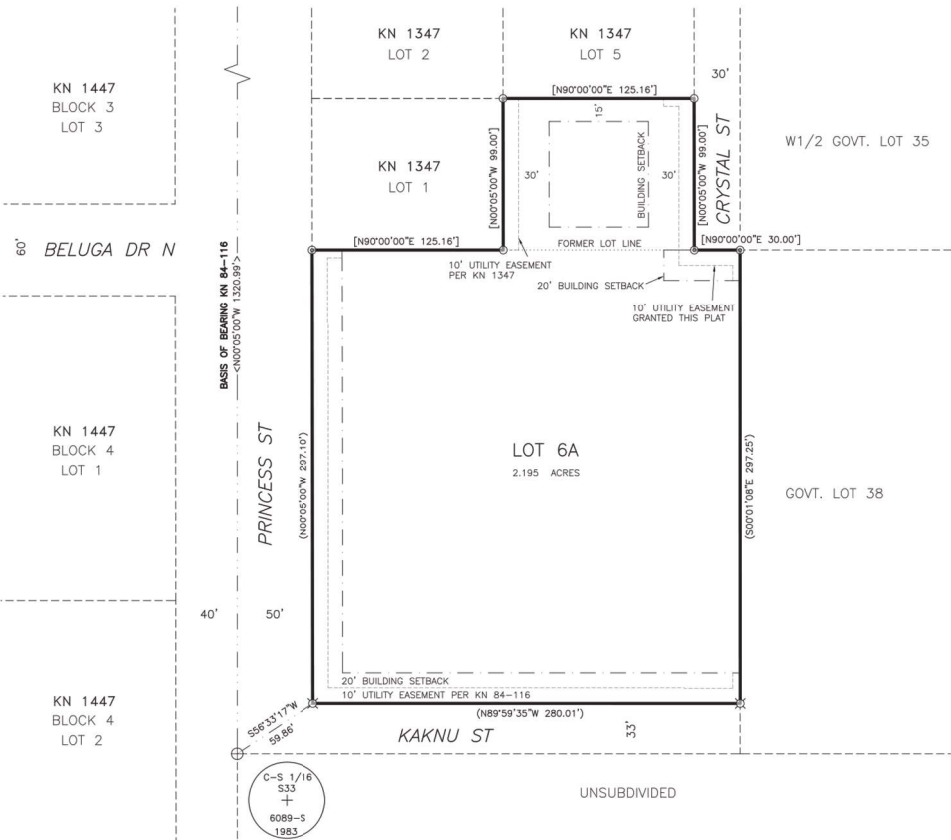 KN 1347
LOT 2
KN 1347
LOT 5
30'
KN 1447
BLOCK 3
LOT 3
[N90°00'00"E 125.16']
15'
CRYSTAL ST
W1/2 GOVT. LOT 35
KN 1347
LOT 1
[N00°05'00"W 99.00']
30'
BUILDING SETBACK
30'
[N00°05'00"W 99.00']
60'
BELUGA DR N
[N90°00'00"E 125.16']
FORMER LOT LINE
[N90°00'00"E 30.00']
10' UTILITY EASEMENT
PER KN 1347
20' BUILDING SETBACK
10' UTILITY EASEMENT
GRANTED THIS PLAT
BASIS OF BEARING KN 84-116
<N00°05'00"W 1320.99'>
KN 1447
BLOCK 4
LOT 1
PRINCESS ST
(N00°05'00"W 297.10')
LOT 6A
2.195 ACRES
(S00°01'08"E 297.25')
GOVT. LOT 38
40'
50'
KN 1447
BLOCK 4
LOT 2
20' BUILDING SETBACK
10' UTILITY EASEMENT PER KN 84-116
S56°33'17"W
59.86'
(N89°59'35"W 280.01')
KAKNU ST
33'
C-S 1/16
S33
6089-S
1983
UNSUBDIVIDED